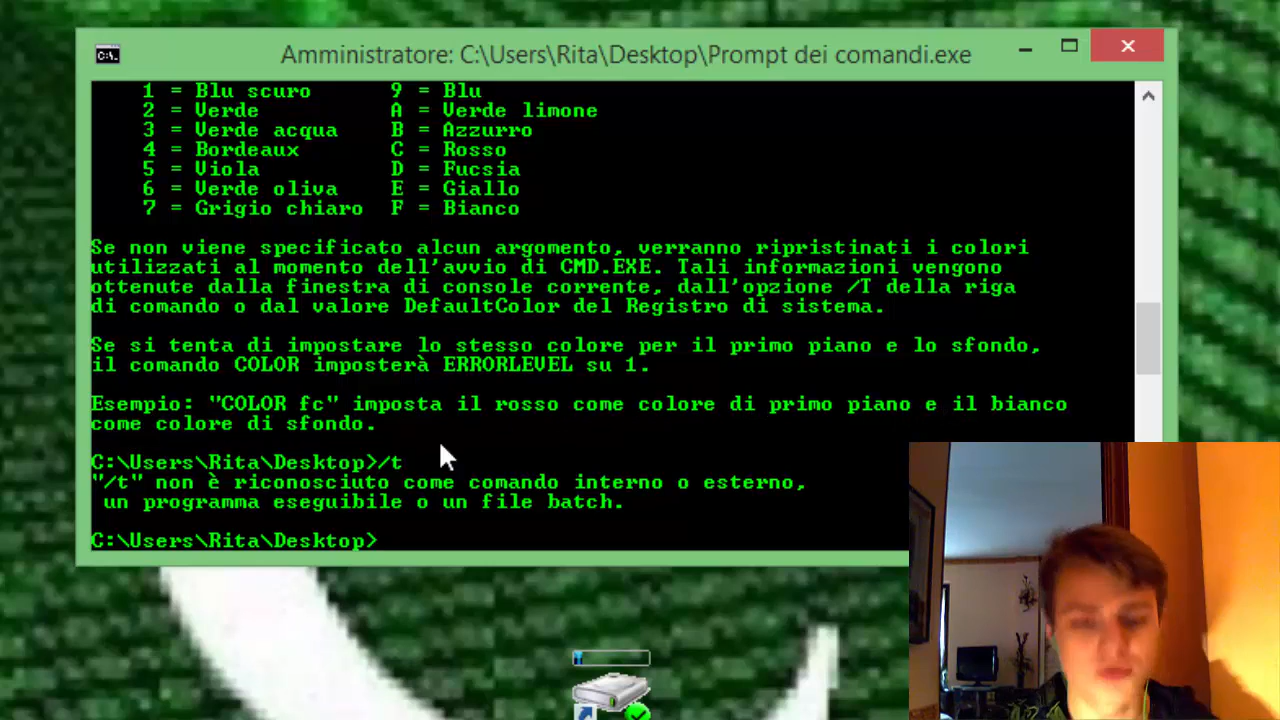 Amministratore: C:\Users\Rita\Desktop\Prompt dei comandi.exe
1 = Blu scuro 9 = Blu
2 = Verde A = Verde limone
3 = Verde acqua B = Azzurro
4 = Bordeaux C = Rosso
5 = Viola D = Fucsia
6 = Verde oliva E = Giallo
7 = Grigio chiaro F = Bianco
Se non viene specificato alcun argomento, verranno ripristinati i colori
utilizzati al momento dell'avvio di CMD.EXE. Tali informazioni vengono
ottenute dalla finestra di console corrente, dall'opzione /T della riga
di comando o dal valore DefaultColor del Registro di sistema.
Se si tenta di impostare lo stesso colore per il primo piano e lo sfondo,
il comando COLOR imposterà ERRORLEVEL su 1.
Esempio: "COLOR fc" imposta il rosso come colore di primo piano e il bianco
come colore di sfondo.
C:\Users\Rita\Desktop>/t
"/t" non è riconosciuto come comando interno o esterno,
un programma eseguibile o un file batch.
C:\Users\Rita\Desktop>